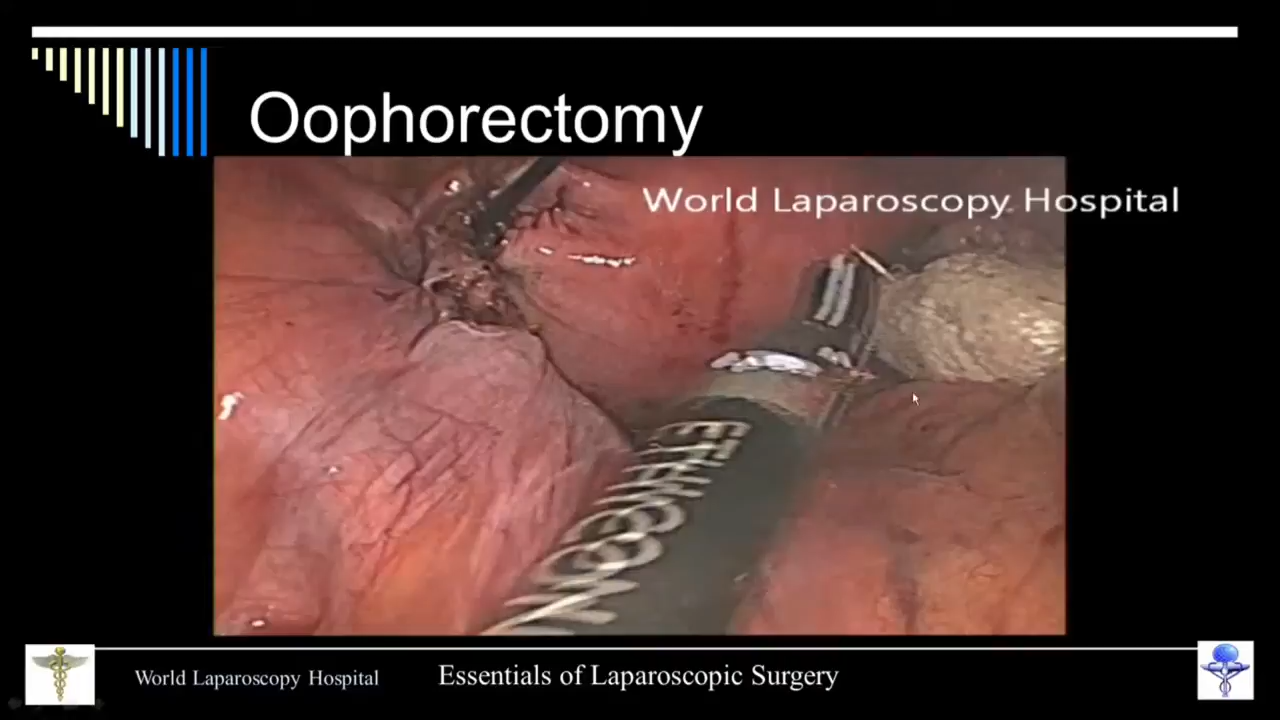 Oophorectomy
World Laparoscopy Hospital
ETHICON
World Laparoscopy Hospital
Essentials of Laparoscopic Surgery